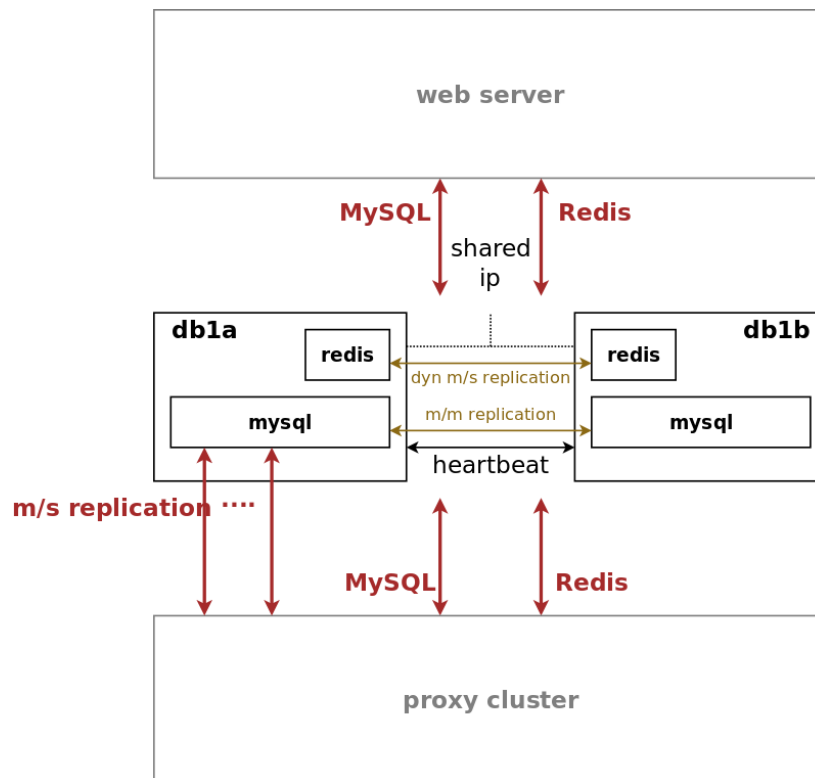 web server
MySQL
Redis
shared
ip
db1a
db1b
redis
redis
dyn m/s replication
m/m replication
mysql
mysql
heartbeat
m/s replication ....
MySQL
Redis
proxy cluster